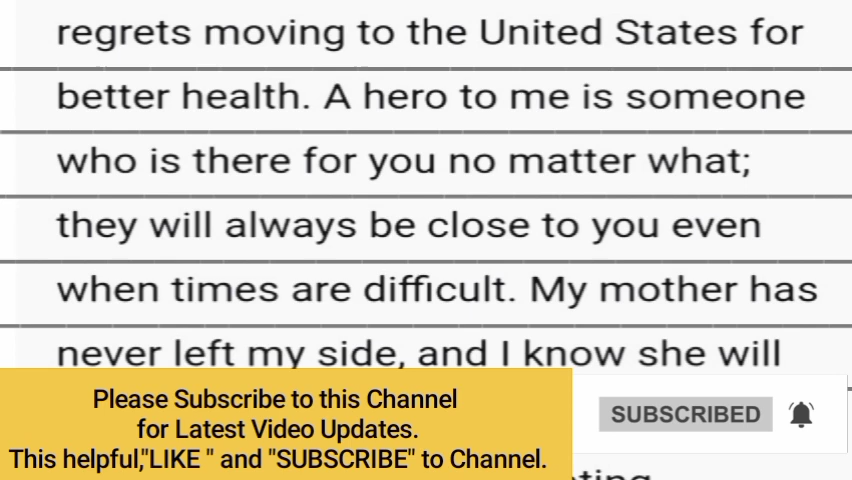 regrets moving to the United States for
better health. A hero to me is someone
who is there for you no matter what;
they will always be close to you even
when times are difficult. My mother has
never left my side, and I know she will
Please Subscribe to this Channel
for Latest Video Updates.
This helpful,"LIKE " and "SUBSCRIBE" to Channel.
SUBSCRIBED